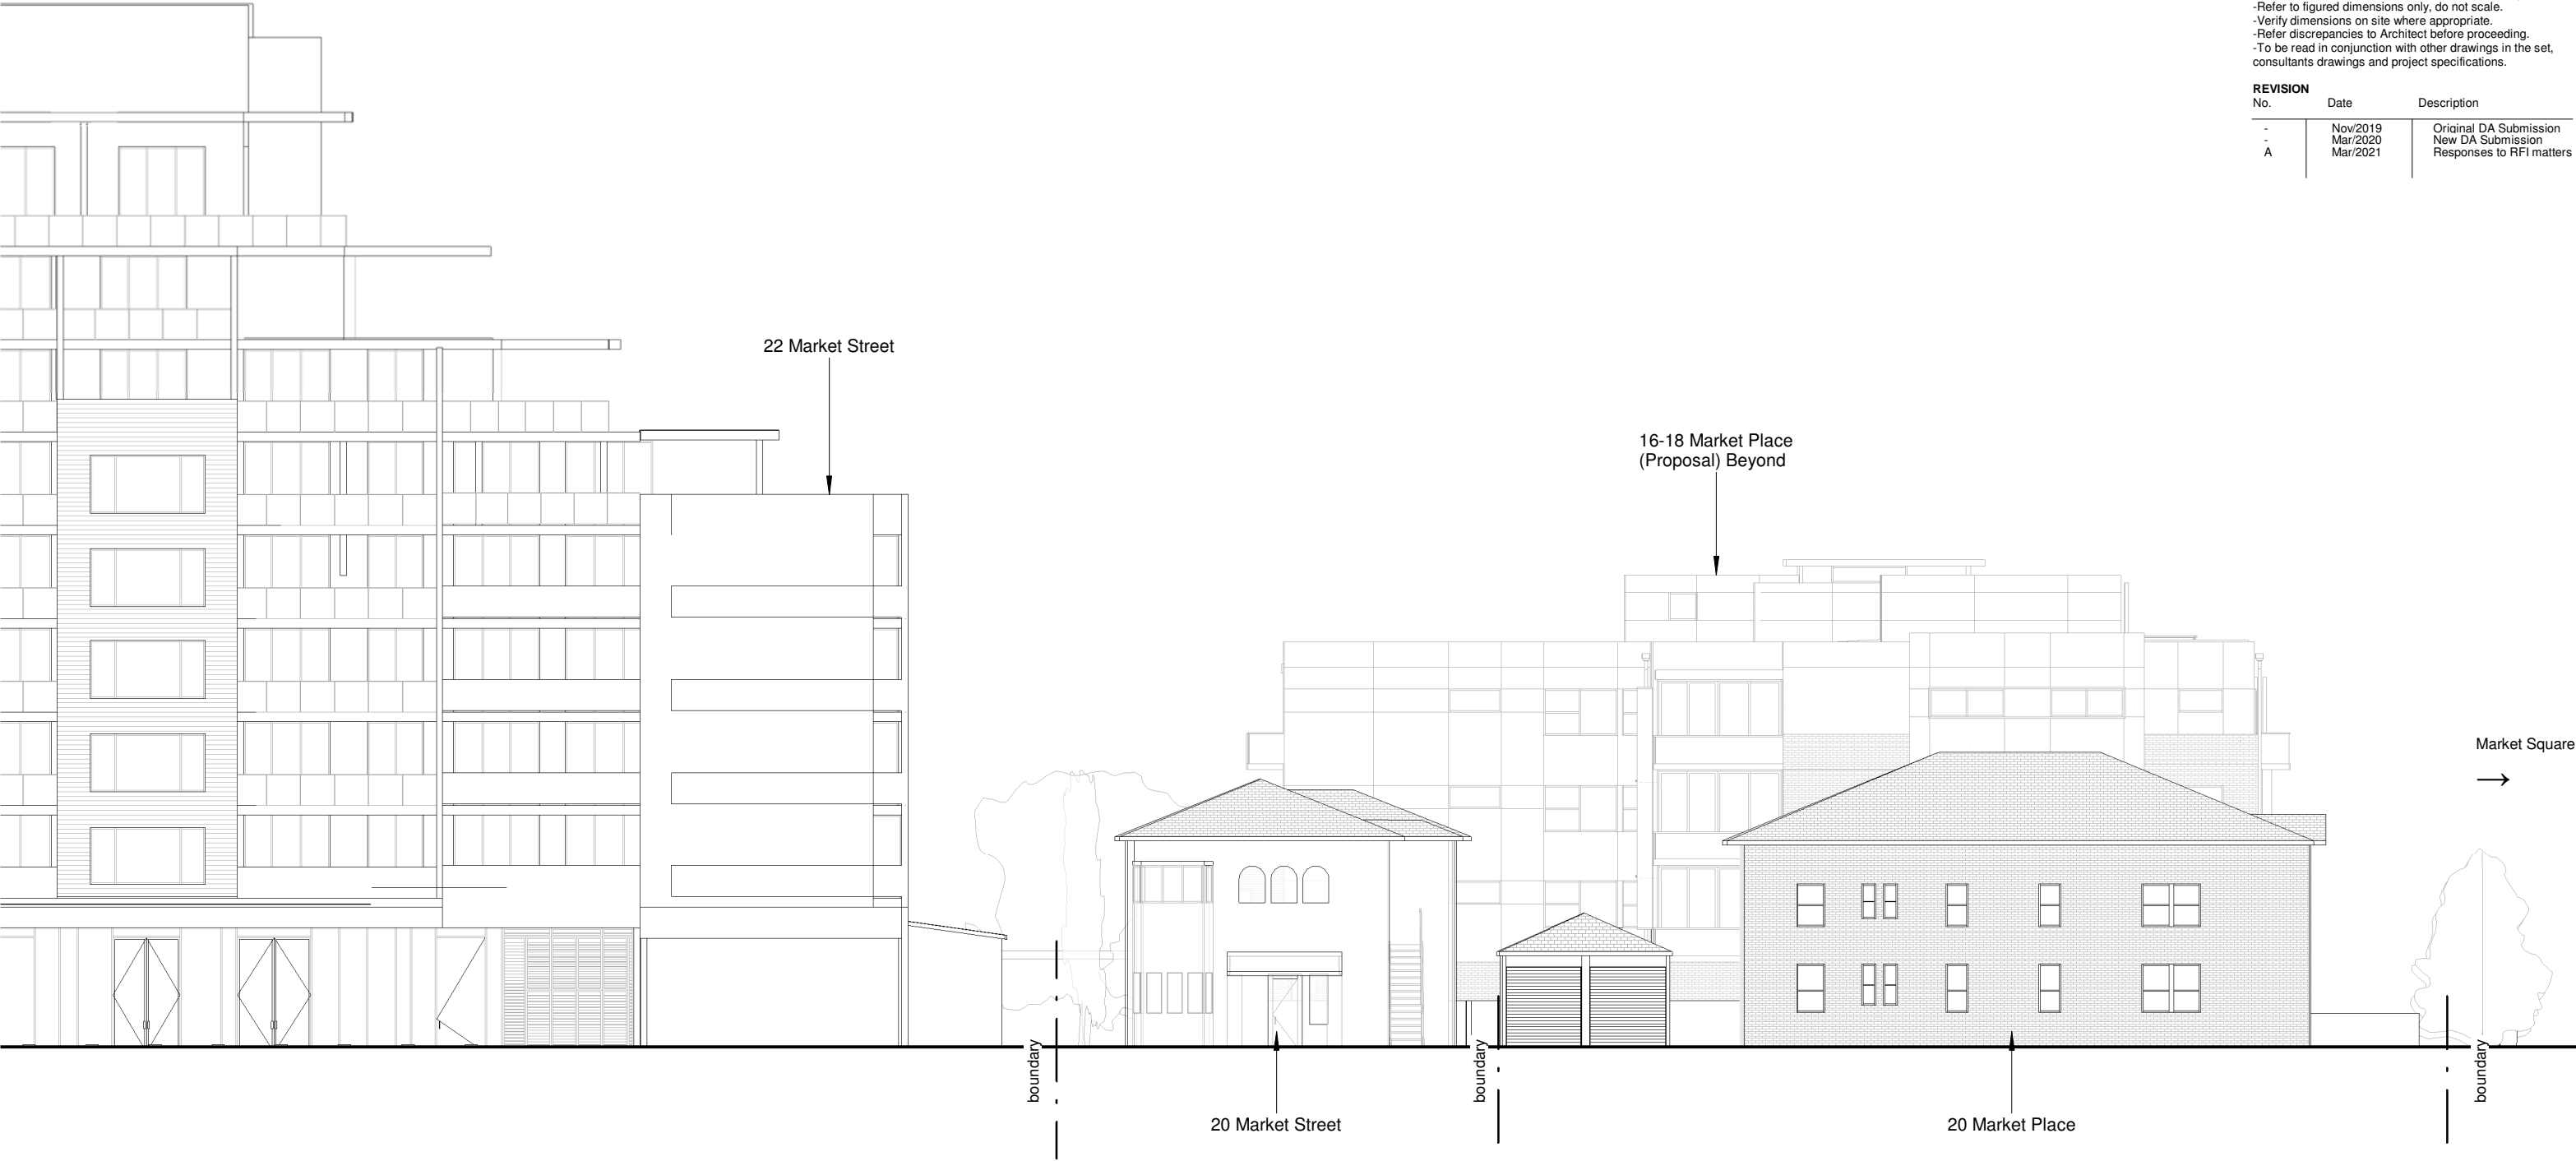 -Refer to figured dimensions only, do not scale.
-Verify dimensions on site where appropriate.
-Refer discrepancies to Architect before proceeding.
-To be read in conjunction with other drawings in the set,
consultants drawings and project specifications.
REVISION
No. Date Description
- Nov/2019 Original DA Submission
- Mar/2020 New DA Submission
A Mar/2021 Responses to RFI matters
22 Market Street
16-18 Market Place
(Proposal) Beyond
Market Square
boundary
boundary
boundary
20 Market Street
20 Market Place